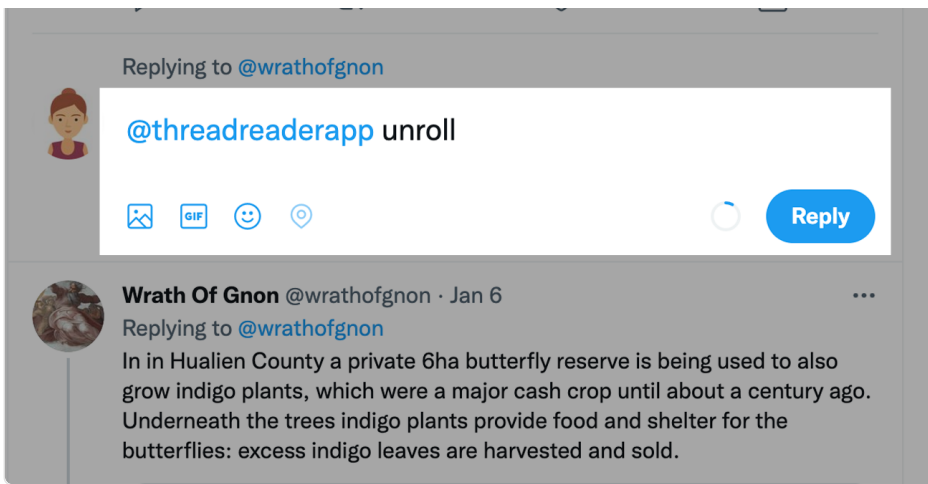 Replying to @wrathofgnon
@threadreaderapp unroll
GIF
Reply
Wrath Of Gnon @wrathofgnon · Jan 6
Replying to @wrathofgnon
In in Hualien County a private 6ha butterfly reserve is being used to also
grow indigo plants, which were a major cash crop until about a century ago.
Underneath the trees indigo plants provide food and shelter for the
butterflies: excess indigo leaves are harvested and sold.